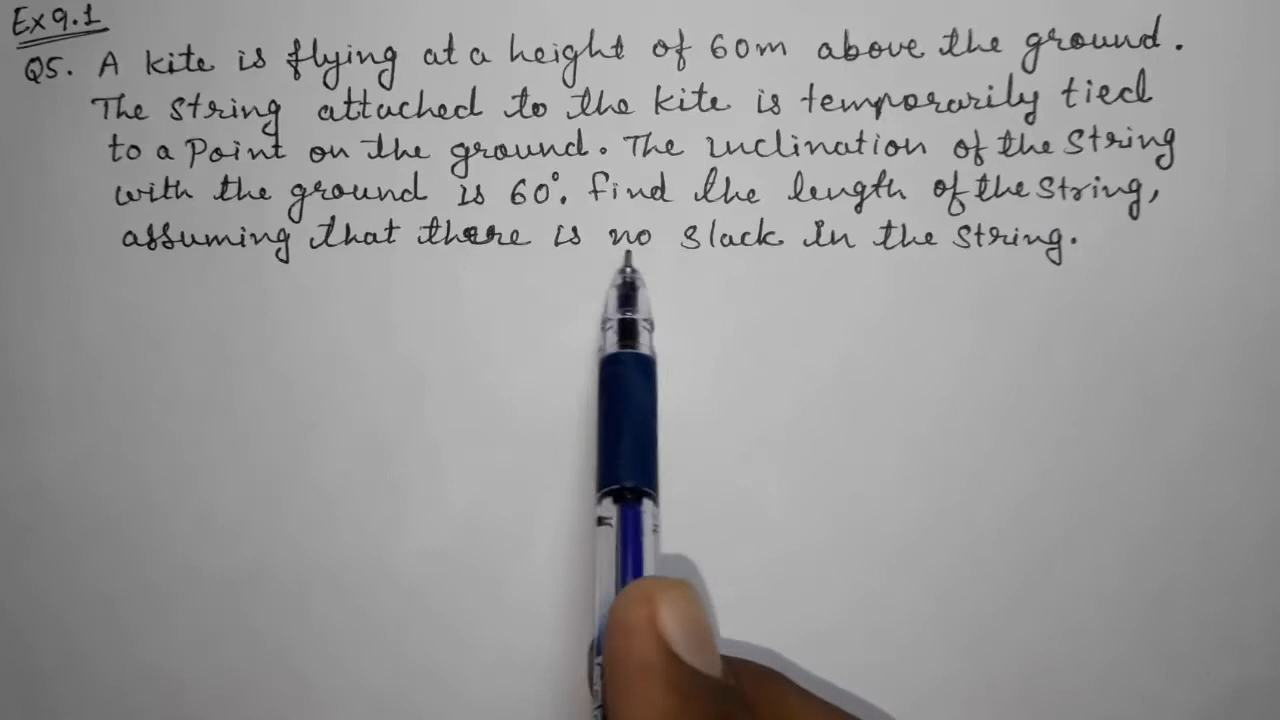 Ex 9.1
Q5. A kite is flying at a height of 60m above the ground.
The string attached to the kite is temporarily tied
to a point on the ground. The inclination of the string
with the ground is 60°. find the length of the string,
assuming that there is no slack in the string.